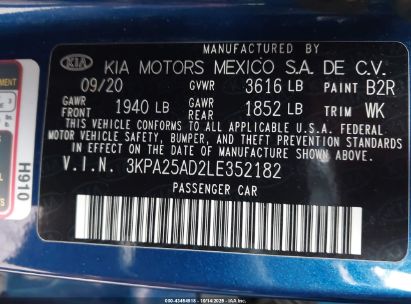 MANUFACTURED BY
KIA KIA MOTORS MEXICO S.A. DE C.V.
09/20 GVWR 3616 LB PAINT B2R
GAWR FRONT 1940 LB GAWR REAR 1852 LB TRIM WK
THIS VEHICLE CONFORMS TO ALL APPLICABLE U.S.A. FEDERAL
MOTOR VEHICLE SAFETY, BUMPER, AND THEFT PREVENTION STANDARDS
IN EFFECT ON THE DATE OF MANUFACTURE SHOWN ABOVE.
V.I.N. 3KPA25AD2LE352182
PASSENGER CAR
H910